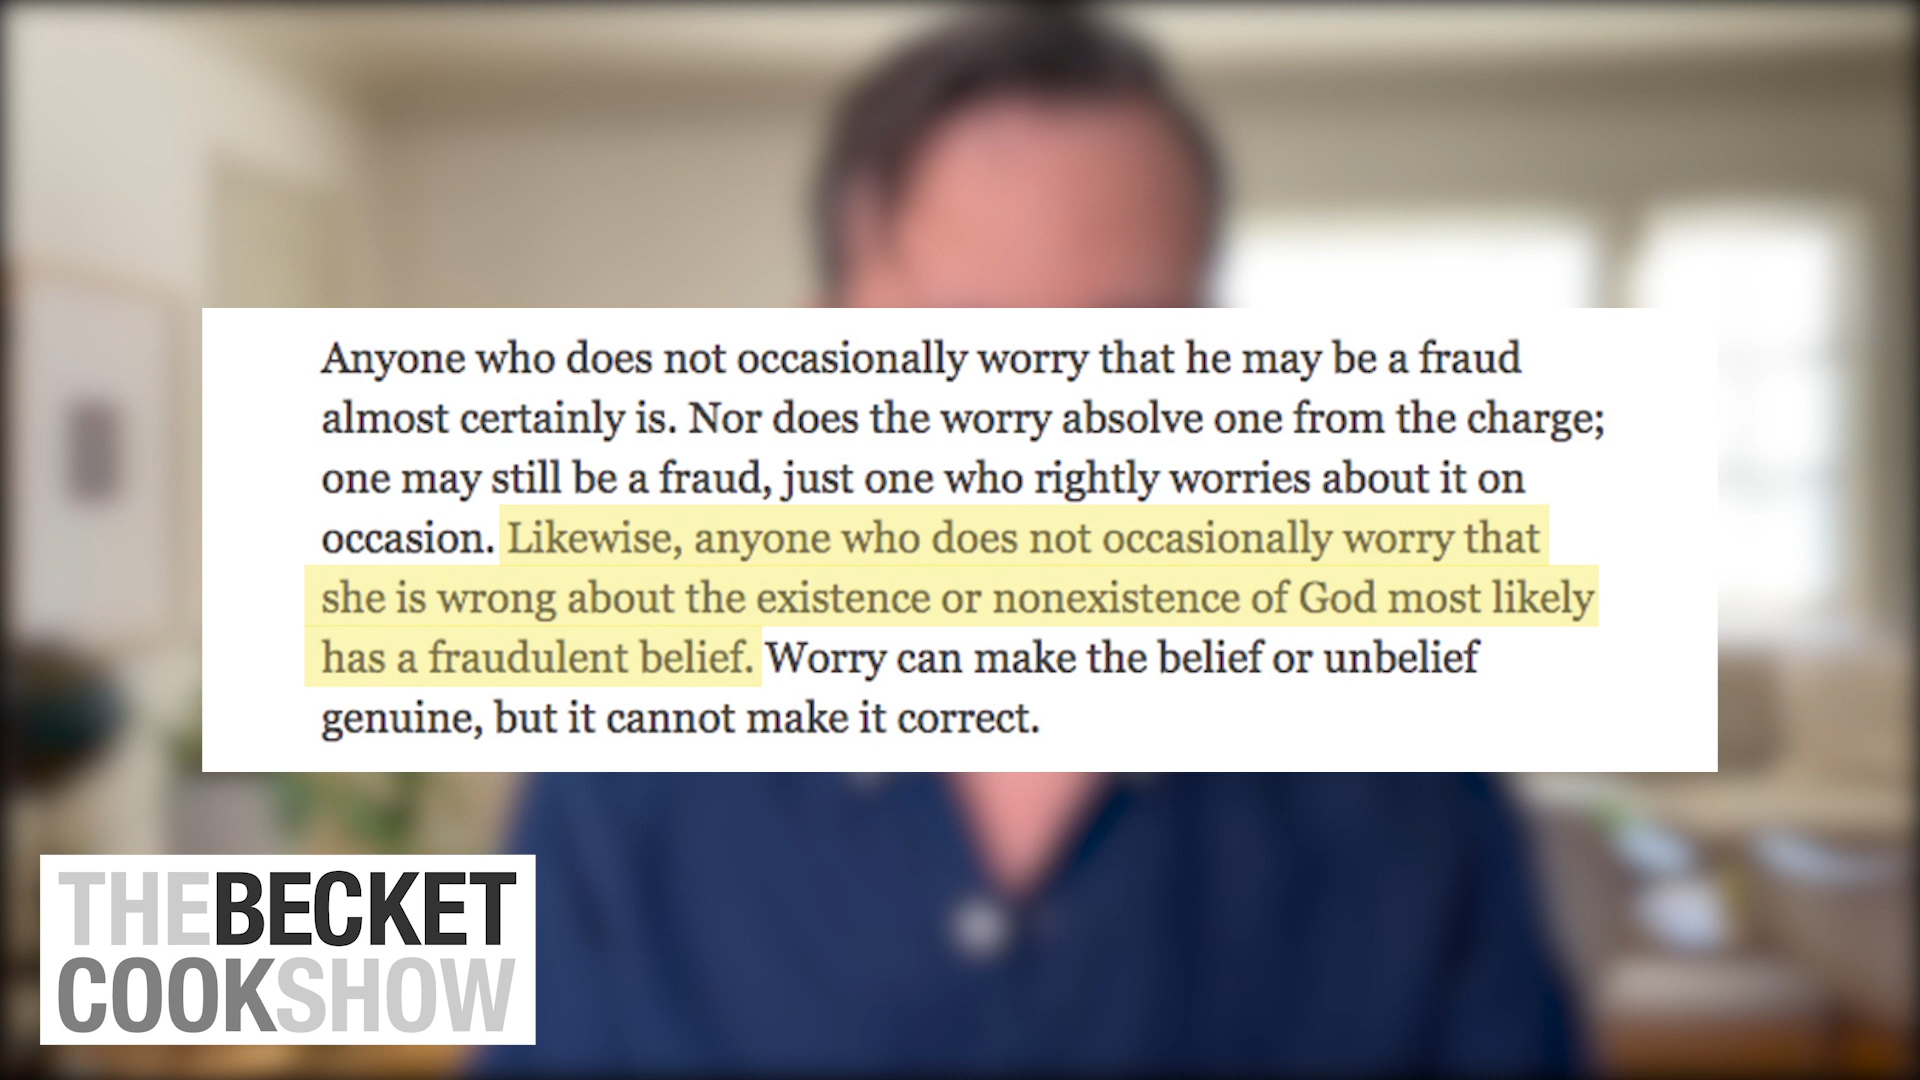 Anyone who does not occasionally worry that he may be a fraud
almost certainly is. Nor does the worry absolve one from the charge;
one may still be a fraud, just one who rightly worries about it on
occasion. Likewise, anyone who does not occasionally worry that
she is wrong about the existence or nonexistence of God most likely
has a fraudulent belief. Worry can make the belief or unbelief
genuine, but it cannot make it correct.
THEBECKET
COOKSHOW